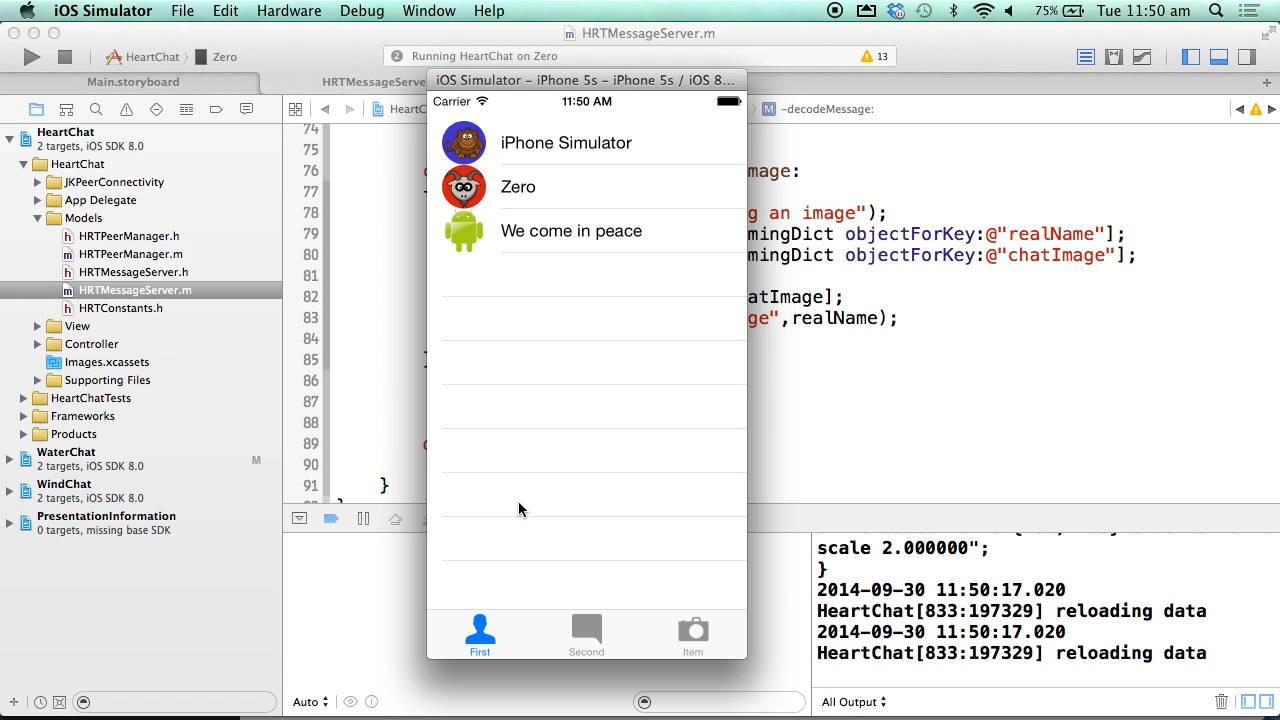 iOS Simulator File Edit Hardware Debug Window Help 75% Tue 11:50 am
HRTMessageServer.m
HeartChat Zero 2 Running HeartChat on Zero 13
Main.storyboard HRTMessageServe
iOS Simulator – iPhone 5s – iPhone 5s / iOS 8...
HeartC -decodeMessage:
Carrier 11:50 AM
HeartChat
2 targets, iOS SDK 8.0
HeartChat
JKPeerConnectivity
App Delegate
Models
HRTPeerManager.h
HRTPeerManager.m
HRTMessageServer.h
HRTMessageServer.m
HRTConstants.h
View
Controller
Images.xcassets
Supporting Files
HeartChatTests
Frameworks
Products
WaterChat
2 targets, iOS SDK 8.0 M
WindChat
2 targets, iOS SDK 8.0
PresentationInformation
0 targets, missing base SDK
74
75
76 mage:
77
78 g an image");
79 mingDict objectForKey:@"realName"];
80 mingDict objectForKey:@"chatImage"];
81
82 atImage];
83 ge",realName);
84
85
86
87
88
89
90
91 }
iPhone Simulator
Zero
We come in peace
First Second Item
scale 2.000000";
}
2014-09-30 11:50:17.020
HeartChat[833:197329] reloading data
2014-09-30 11:50:17.020
HeartChat[833:197329] reloading data
Auto All Output